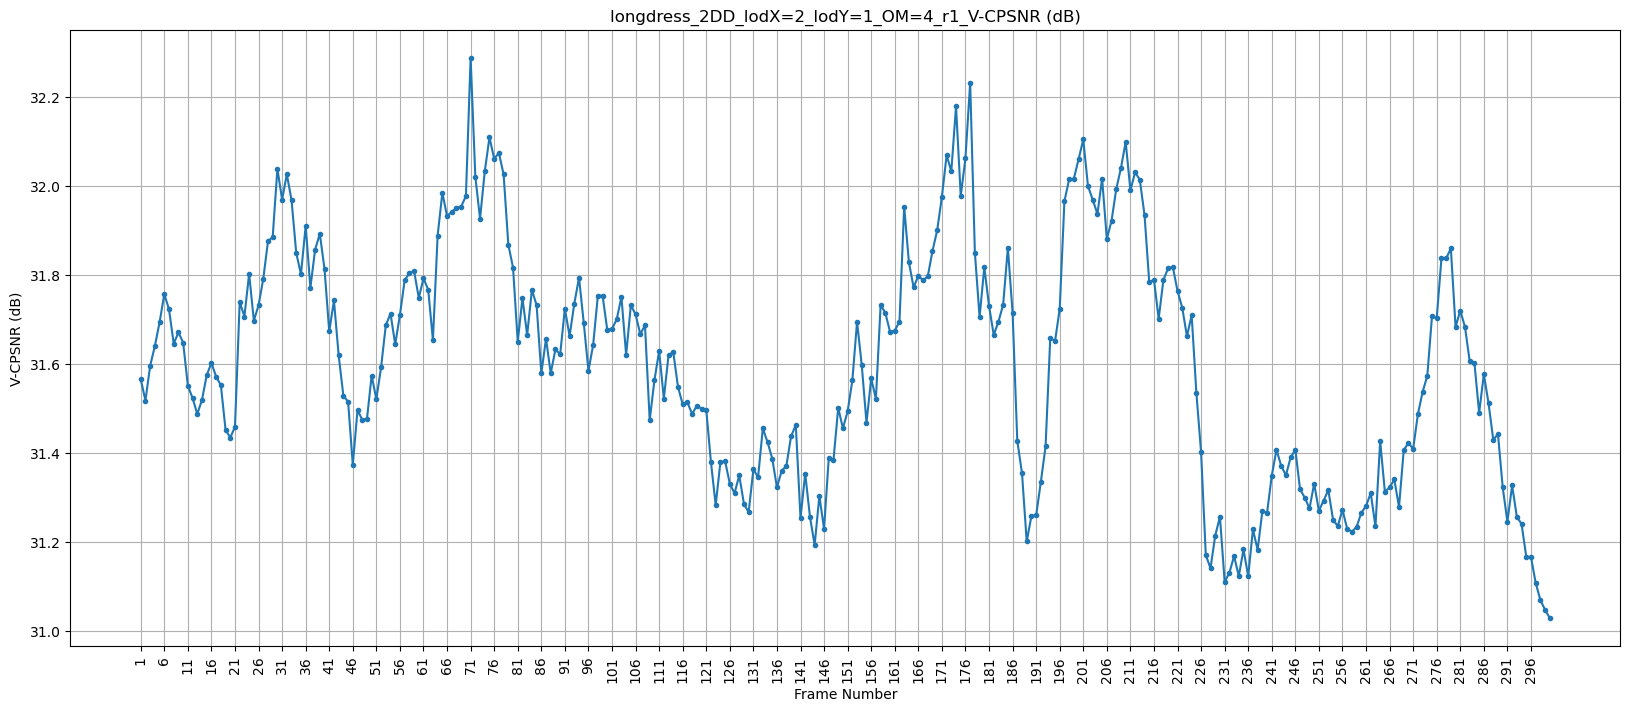 longdress_2DD_lodX=2_lodY=1_OM=4_r1_V-CPSNR (dB)
V-CPSNR (dB)
32.2
32.0
31.8
31.6
31.4
31.2
31.0
1 6 11 16 21 26 31 36 41 46 51 56 61 66 71 76 81 86 91 96 101 106 111 116 121 126 131 136 141 146 151 156 161 166 171 176 181 186 191 196 201 206 211 216 221 226 231 236 241 246 251 256 261 266 271 276 281 286 291 296
Frame Number